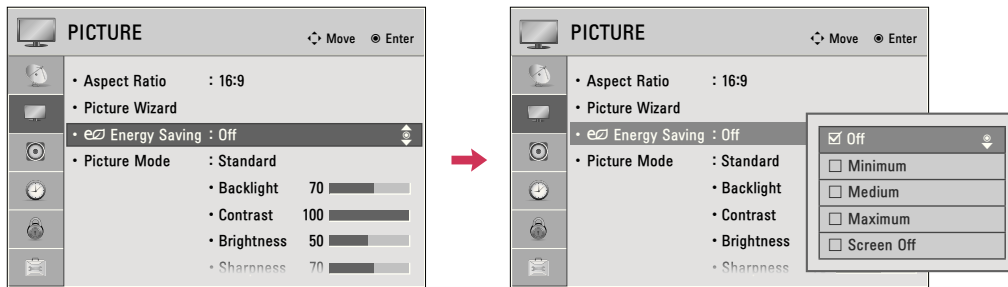 PICTURE
Move Enter
• Aspect Ratio : 16:9
• Picture Wizard
• Energy Saving : Off
• Picture Mode : Standard
• Backlight 70
• Contrast 100
• Brightness 50
• Sharpness 70
PICTURE
Move Enter
• Aspect Ratio : 16:9
• Picture Wizard
• Energy Saving : Off
• Picture Mode : Standard
• Backlight
• Contrast
• Brightness
• Sharpness
☑ Off
☐ Minimum
☐ Medium
☐ Maximum
☐ Screen Off